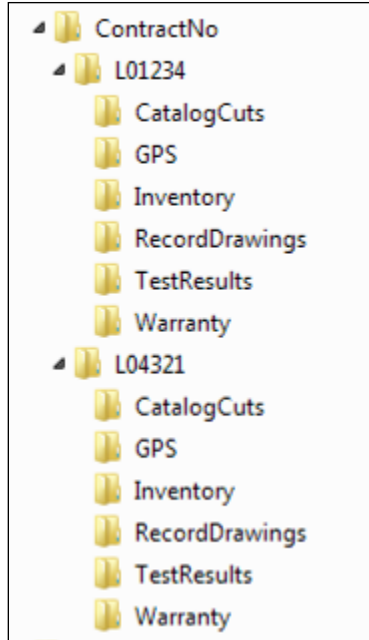 ContractNo
L01234
CatalogCuts
GPS
Inventory
RecordDrawings
TestResults
Warranty
L04321
CatalogCuts
GPS
Inventory
RecordDrawings
TestResults
Warranty